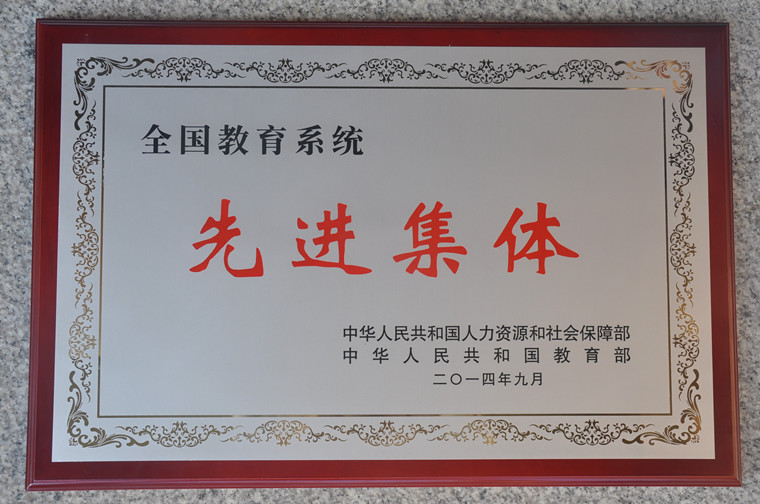 全国教育系统
先进集体
中华人民共和国人力资源和社会保障部
中华人民共和国教育部
二〇一四年九月